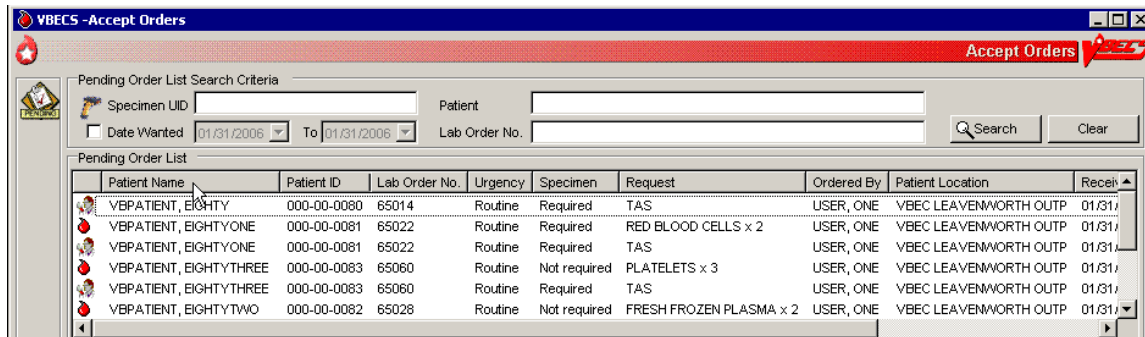 VBECS -Accept Orders
Accept Orders VBECS
Pending Order List Search Criteria
PENDING
Specimen UID Patient
Date Wanted 01/31/2006 To 01/31/2006 Lab Order No. Search Clear
Pending Order List
Patient Name Patient ID Lab Order No. Urgency Specimen Request Ordered By Patient Location Receiv
VBPATIENT, EIGHTY 000-00-0080 65014 Routine Required TAS USER, ONE VBEC LEAVENWORTH OUTP 01/31/
VBPATIENT, EIGHTYONE 000-00-0081 65022 Routine Required RED BLOOD CELLS x 2 USER, ONE VBEC LEAVENWORTH OUTP 01/31/
VBPATIENT, EIGHTYONE 000-00-0081 65022 Routine Required TAS USER, ONE VBEC LEAVENWORTH OUTP 01/31/
VBPATIENT, EIGHTYTHREE 000-00-0083 65060 Routine Not required PLATELETS x 3 USER, ONE VBEC LEAVENWORTH OUTP 01/31/
VBPATIENT, EIGHTYTHREE 000-00-0083 65060 Routine Required TAS USER, ONE VBEC LEAVENWORTH OUTP 01/31/
VBPATIENT, EIGHTYTWO 000-00-0082 65028 Routine Not required FRESH FROZEN PLASMA x 2 USER, ONE VBEC LEAVENWORTH OUTP 01/31/